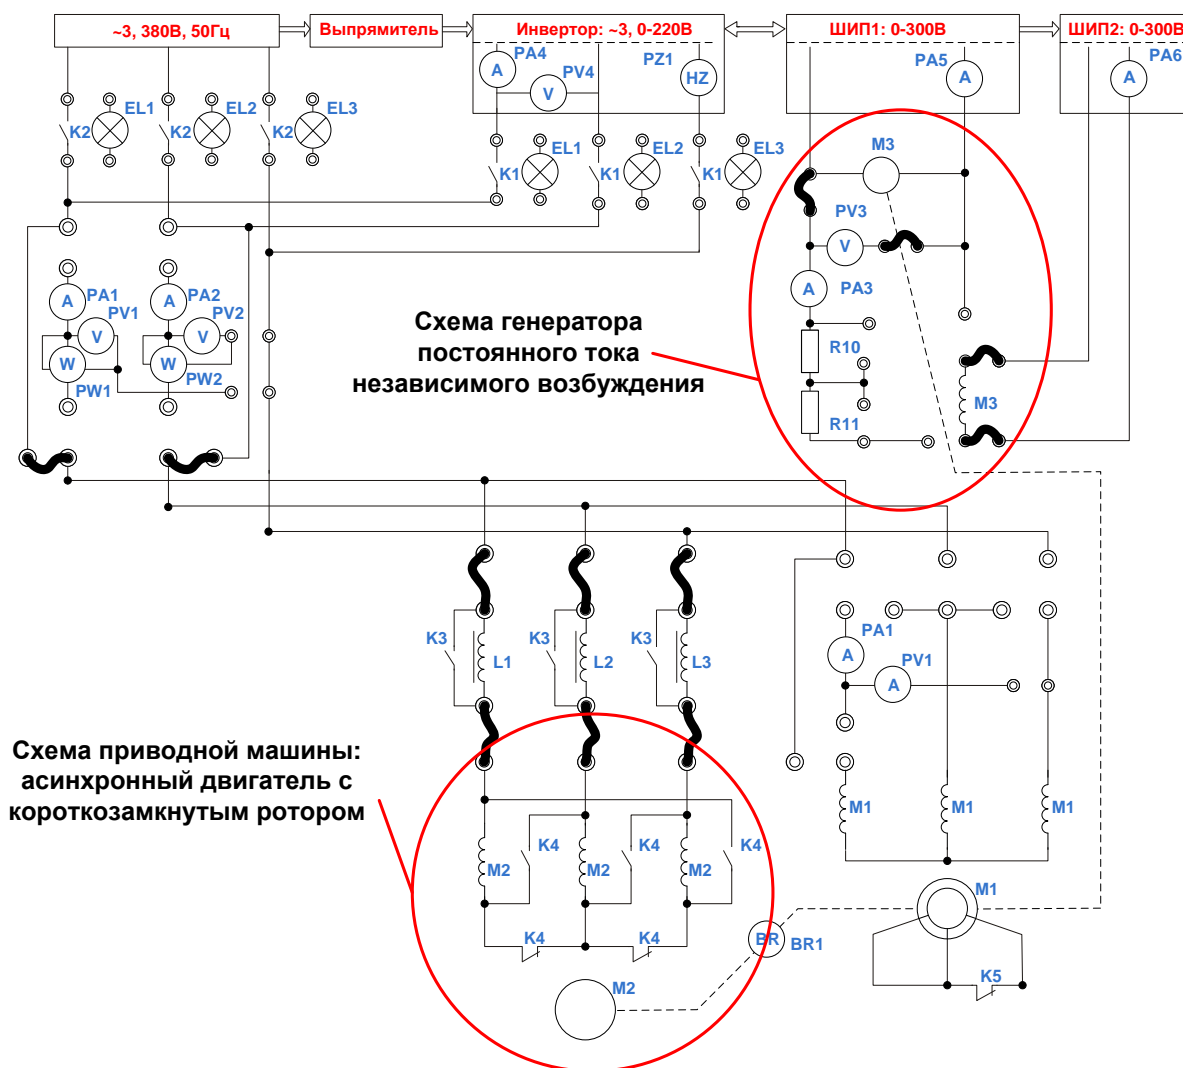 ~3, 380В, 50Гц
Выпрямитель
Инвертор: ~3, 0-220В
ШИП1: 0-300В
ШИП2: 0-300В
PA4
A
PV4
V
PZ1
HZ
PA5
A
PA6
A
K2
EL1
K2
EL2
K2
EL3
K1
EL1
K1
EL2
K1
EL3
M3
PV3
V
A
PA3
R10
R11
M3
A
PA1
A
PA2
PV1
V
PV2
V
W
PW1
W
PW2
Схема генератора
постоянного тока
независимого возбуждения
K3
L1
K3
L2
K3
L3
PA1
A
PV1
A
Схема приводной машины:
асинхронный двигатель с
короткозамкнутым ротором
M2
K4
M2
K4
M2
K4
K4
K4
M1
M1
M1
M1
BR
BR1
K5
M2